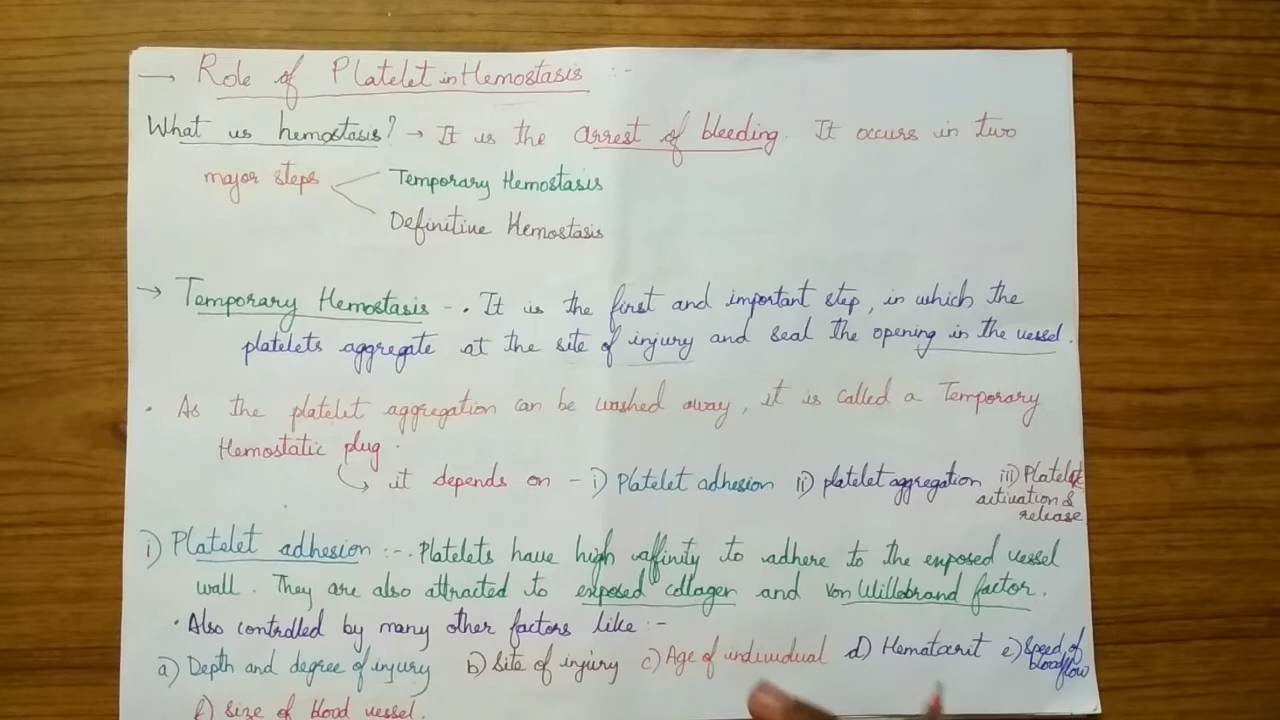 → Role of Platelet in Hemostasis :-
What is hemostasis? → It is the arrest of bleeding. It occurs in two
major steps
Temporary Hemostasis
Definitive Hemostasis
→ Temporary Hemostasis - . It is the first and important step, in which the
platelets aggregate at the site of injury and seal the opening in the vessel.
. As the platelet aggregation can be washed away, it is called a Temporary
Hemostatic plug.
↳ it depends on - i) Platelet adhesion ii) platelet aggregation iii) Platelet
activation &
release
i) Platelet adhesion :-. Platelets have high affinity to adhere to the exposed vessel
wall. They are also attracted to exposed collagen and von Willebrand factor.
. Also controlled by many other factors like :-
a) Depth and degree of injury b) Site of injury c) Age of individual d) Hematocrit e) Speed of
blood flow
f) size of blood vessel.